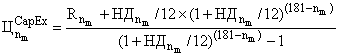 Ц_{n_m}^{CapEx} = \frac{R_{n_m} + НД_{n_m}/12×(1+НД_{n_m}/12)^{(181-n_m)}}{(1+НД_{n_m}/12)^{(181-n_m)} - 1}